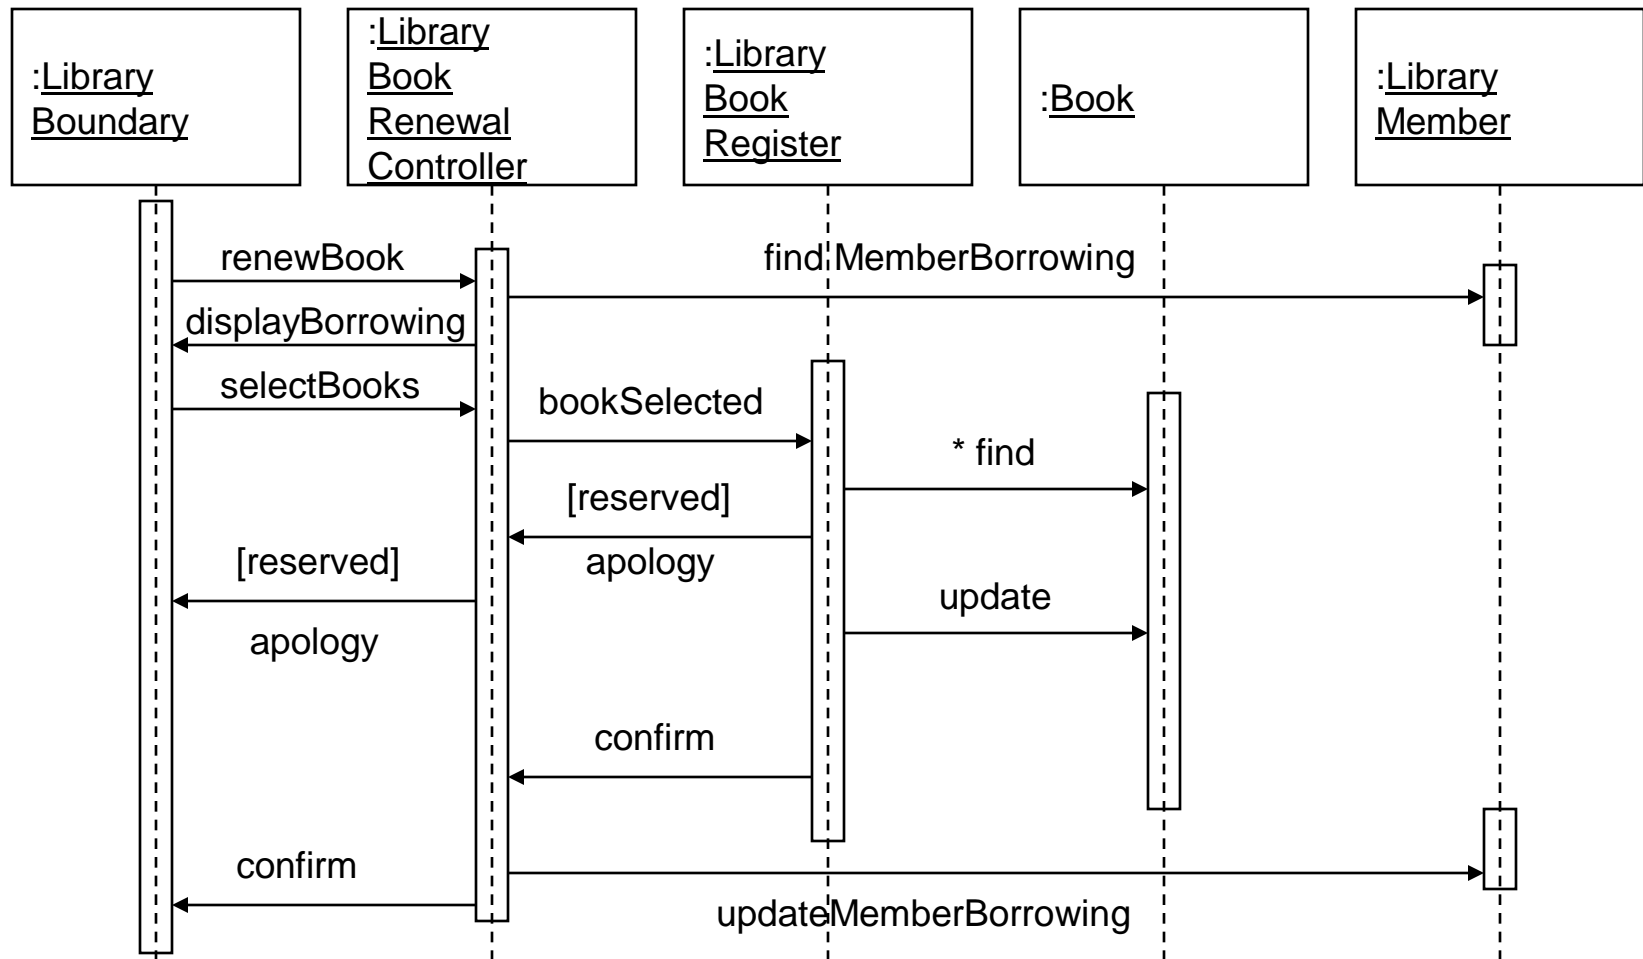 :Library
Boundary
:Library
Book
Renewal
Controller
:Library
Book
Register
:Book
:Library
Member
renewBook
find MemberBorrowing
displayBorrowing
selectBooks
bookSelected
* find
[reserved]
apology
[reserved]
apology
update
confirm
confirm
updateMemberBorrowing